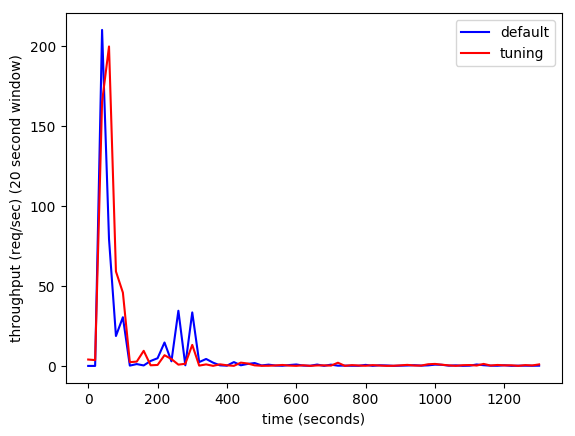 default
tuning
throughput (req/sec) (20 second window)
200
150
100
50
0
0 200 400 600 800 1000 1200
time (seconds)